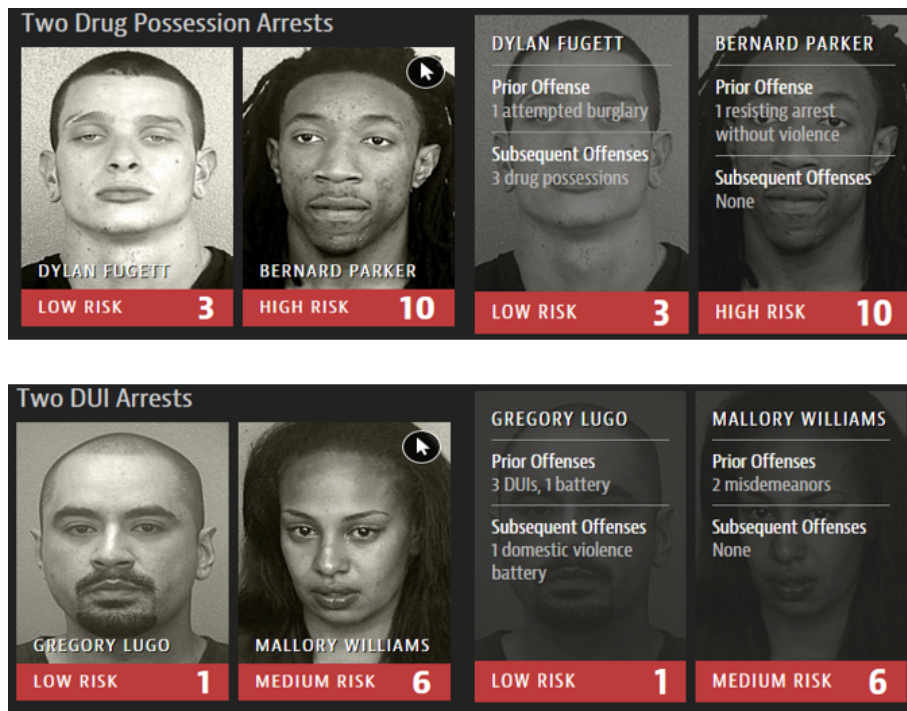 Two Drug Possession Arrests
DYLAN FUGETT
LOW RISK 3
BERNARD PARKER
HIGH RISK 10
DYLAN FUGETT
Prior Offense
1 attempted burglary
Subsequent Offenses
3 drug possessions
LOW RISK 3
BERNARD PARKER
Prior Offense
1 resisting arrest
without violence
Subsequent Offenses
None
HIGH RISK 10
Two DUI Arrests
GREGORY LUGO
LOW RISK 1
MALLORY WILLIAMS
MEDIUM RISK 6
GREGORY LUGO
Prior Offenses
3 DUIs, 1 battery
Subsequent Offenses
1 domestic violence
battery
LOW RISK 1
MALLORY WILLIAMS
Prior Offenses
2 misdemeanors
Subsequent Offenses
None
MEDIUM RISK 6